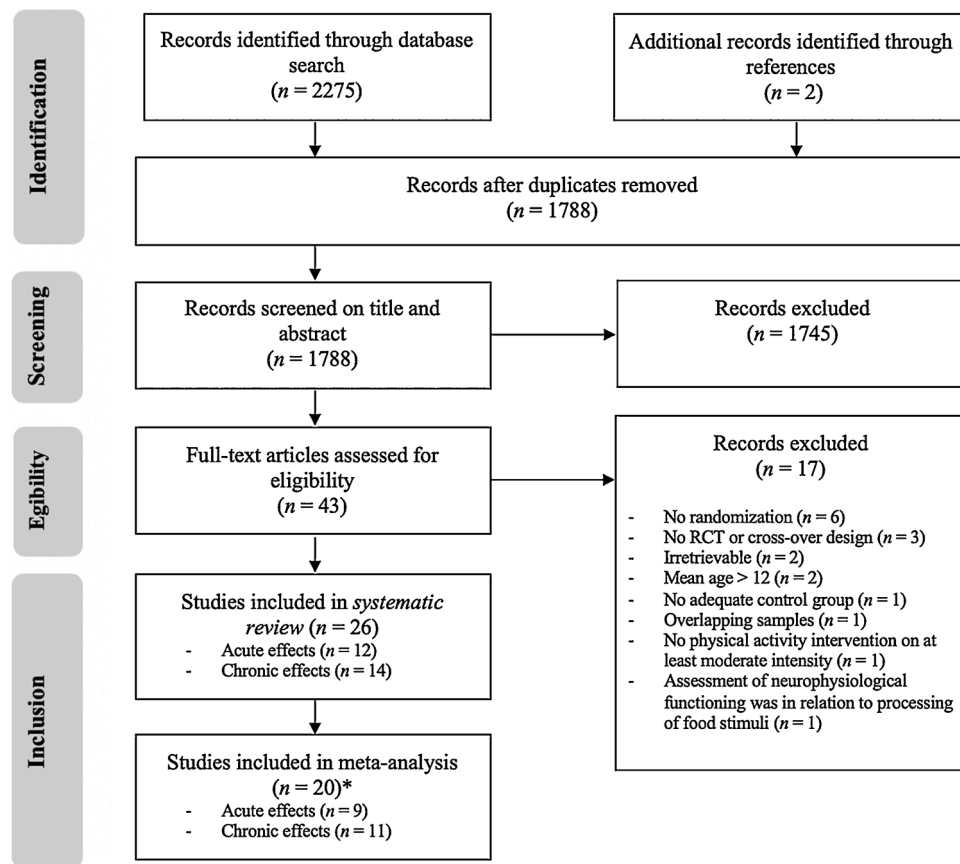 Identification
Records identified through database
search
(n = 2275)
Additional records identified through
references
(n = 2)
Records after duplicates removed
(n = 1788)
Screening
Records screened on title and
abstract
(n = 1788)
Records excluded
(n = 1745)
Egibility
Full-text articles assessed for
eligibility
(n = 43)
Records excluded
(n = 17)
- No randomization (n = 6)
- No RCT or cross-over design (n = 3)
- Irretrievable (n = 2)
- Mean age > 12 (n = 2)
- No adequate control group (n = 1)
- Overlapping samples (n = 1)
- No physical activity intervention on at
least moderate intensity (n = 1)
- Assessment of neurophysiological
functioning was in relation to processing
of food stimuli (n = 1)
Inclusion
Studies included in systematic
review (n = 26)
- Acute effects (n = 12)
- Chronic effects (n = 14)
Studies included in meta-analysis
(n = 20)*
- Acute effects (n = 9)
- Chronic effects (n = 11)